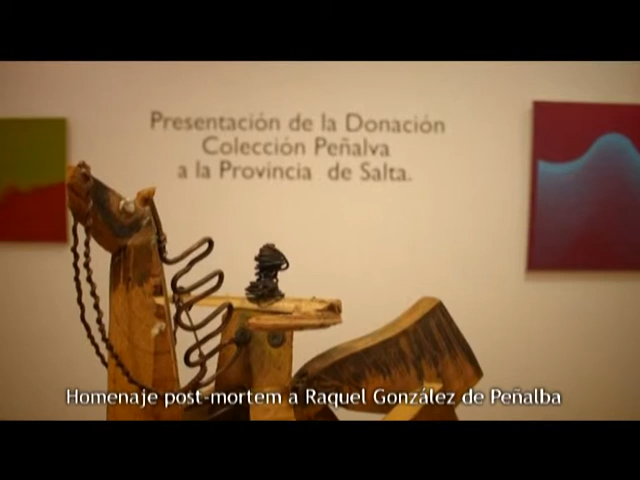 Presentación de la Donación
Colección Peñalva
a la Provincia de Salta.
Homenaje post-mortem a Raquel González de Peñalba